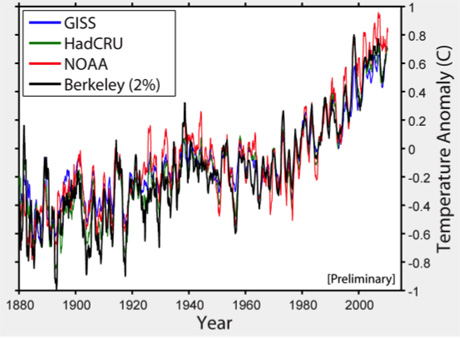 GISS
HadCRU
NOAA
Berkeley (2%)
1
0.8
0.6
0.4
0.2
0
-0.2
-0.4
-0.6
-0.8
-1
Temperature Anomaly (C)
[Preliminary]
1880 1900 1920 1940 1960 1980 2000
Year